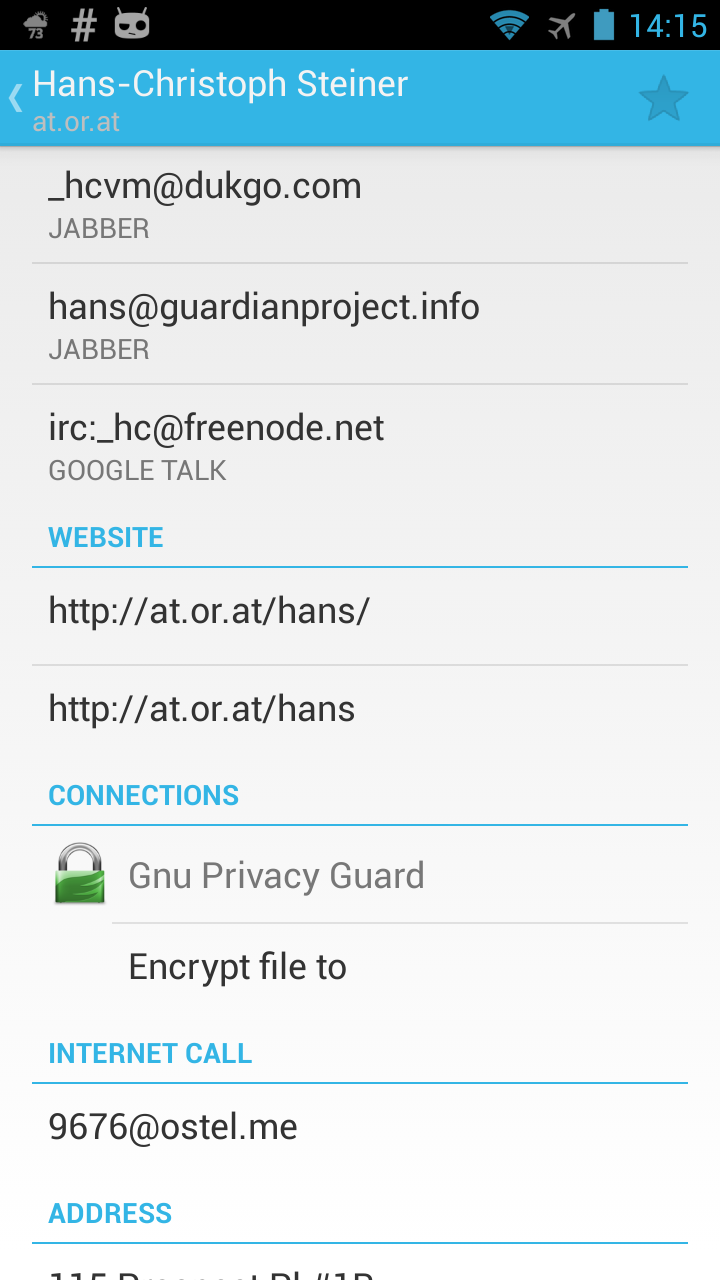 73 # 14:15
Hans-Christoph Steiner
at.or.at
_hcvm@dukgo.com
JABBER
hans@guardianproject.info
JABBER
irc:_hc@freenode.net
GOOGLE TALK
WEBSITE
http://at.or.at/hans/
http://at.or.at/hans
CONNECTIONS
Gnu Privacy Guard
Encrypt file to
INTERNET CALL
9676@ostel.me
ADDRESS